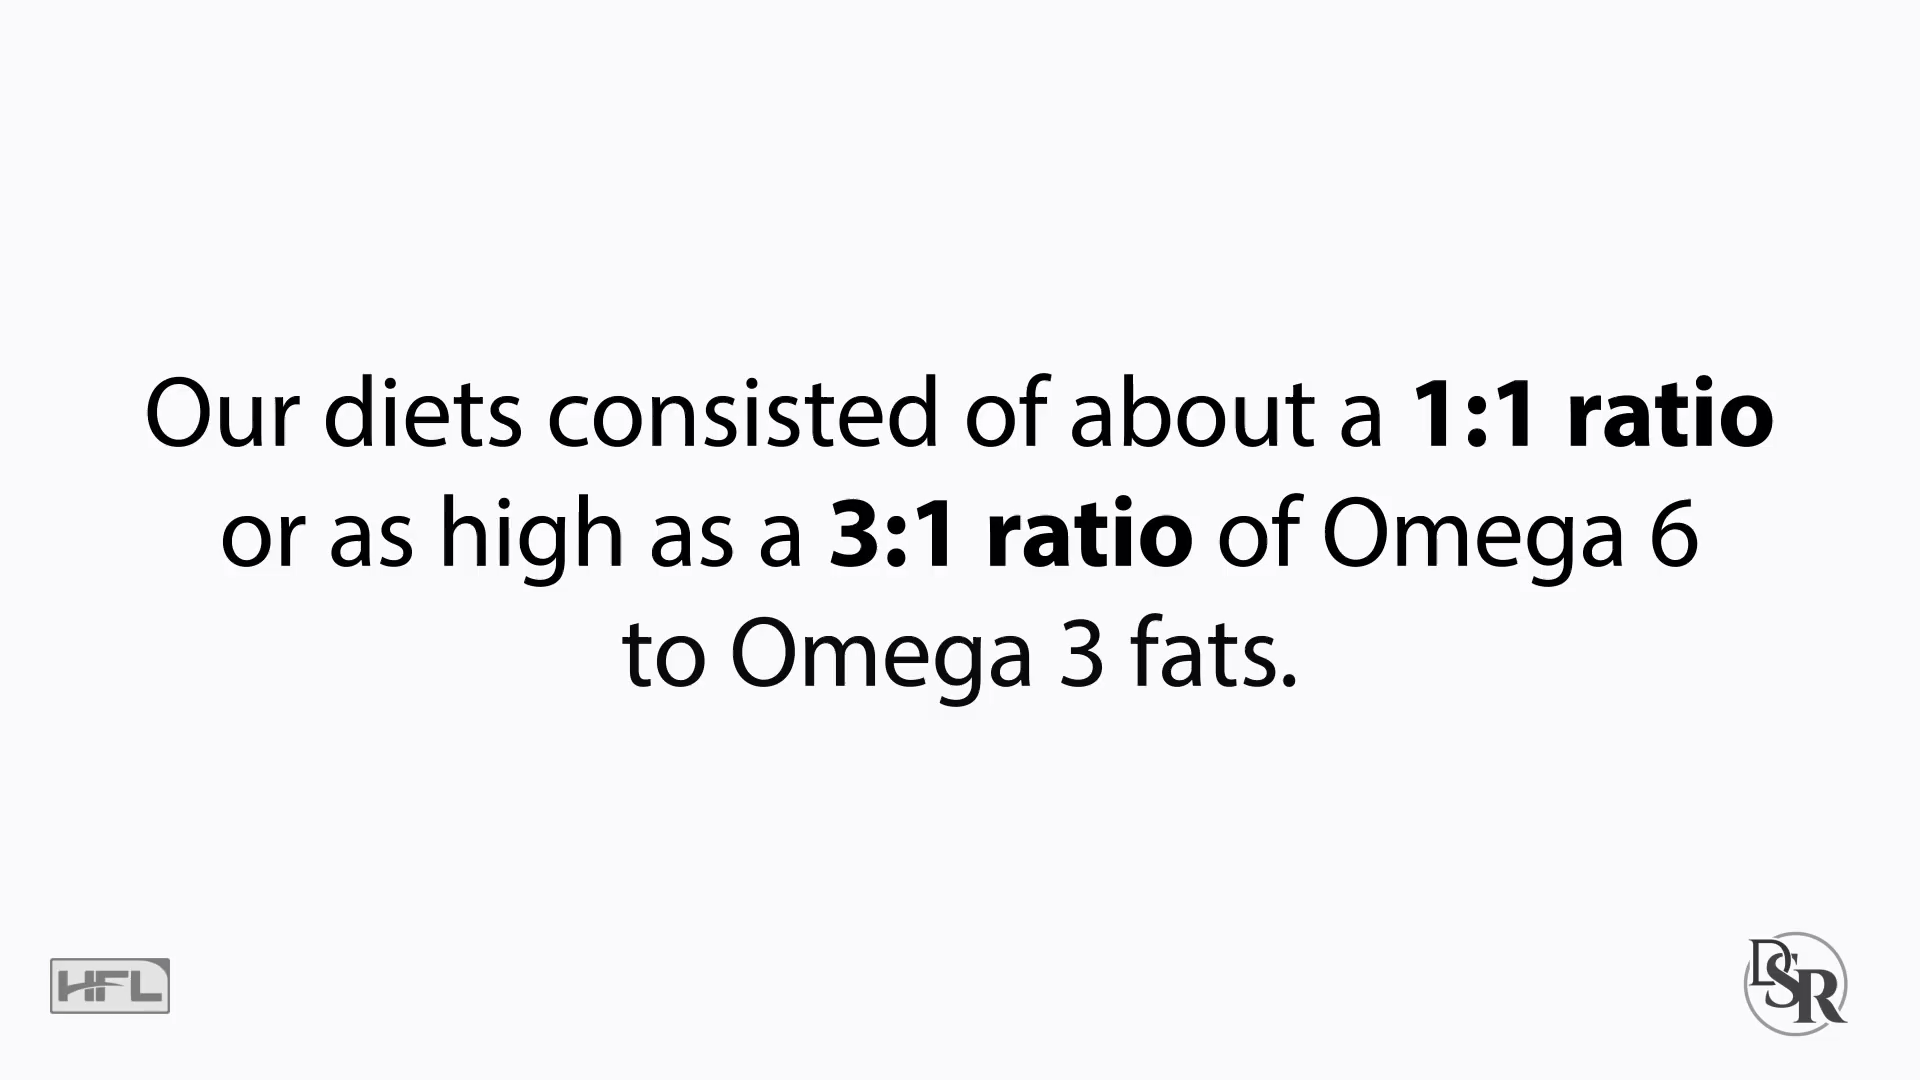 Our diets consisted of about a 1:1 ratio
or as high as a 3:1 ratio of Omega 6
to Omega 3 fats.
HFL
DSR